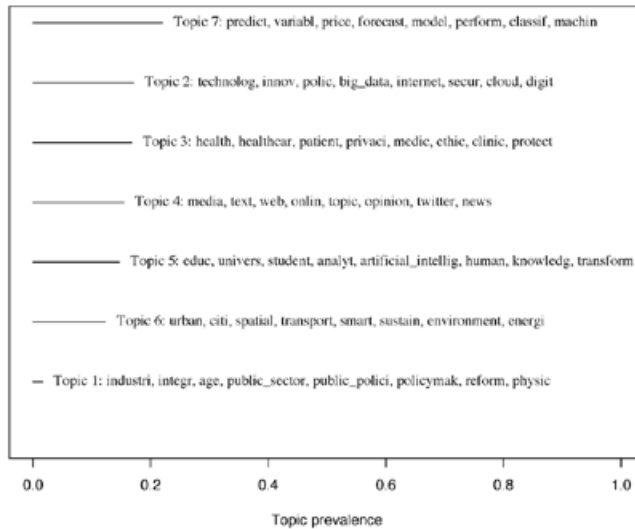 Topic 7: predict, variabl, price, forecast, model, perform, classif, machin
Topic 2: technolog, innov, polic, big_data, internet, secur, cloud, digit
Topic 3: health, healthcar, patient, privaci, medic, ethic, clinic, protect
Topic 4: media, text, web, onlin, topic, opinion, twitter, news
Topic 5: educ, univers, student, analyt, artificial_intellig, human, knowledg, transform
Topic 6: urban, citi, spatial, transport, smart, sustain, environment, energi
Topic 1: industri, integr, age, public_sector, public_polici, policymak, reform, physic
0.0 0.2 0.4 0.6 0.8 1.0
Topic prevalence